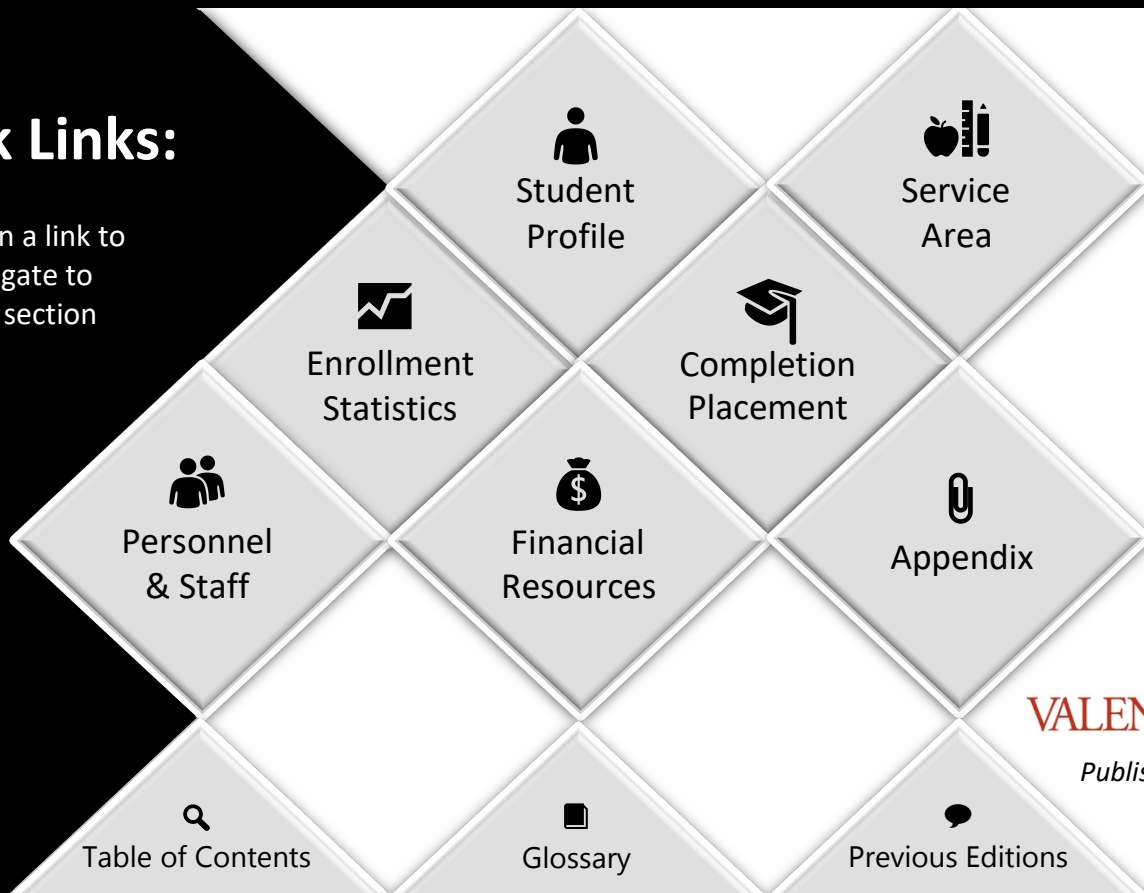 k Links:
n a link to
gate to
section
Student
Profile
Service
Area
Enrollment
Statistics
Completion
Placement
Personnel
& Staff
$
Financial
Resources
Appendix
VALEN
Publis
Table of Contents
Glossary
Previous Editions